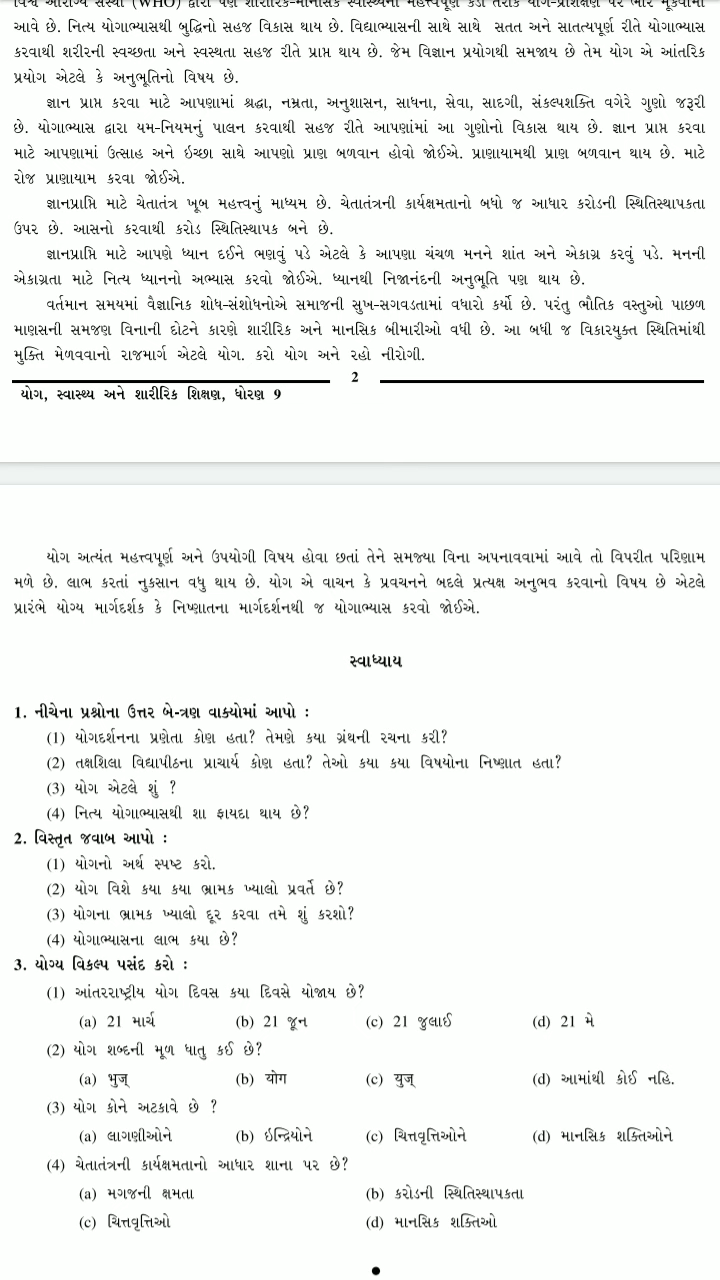 વિશ્વ આરોગ્ય સંસ્થા (WHO) દ્વારા પણ શારીરિક-માનસિક સ્વાસ્થ્યની મહત્ત્વપૂર્ણ કડી તરીકે યોગ-પ્રશિક્ષણ પર ભાર મૂકવામાં
આવે છે. નિત્ય યોગાભ્યાસથી બુદ્ધિનો સહજ વિકાસ થાય છે. વિદ્યાભ્યાસની સાથે સાથે સતત અને સાતત્યપૂર્ણ રીતે યોગાભ્યાસ
કરવાથી શરીરની સ્વચ્છતા અને સ્વસ્થતા સહજ રીતે પ્રાપ્ત થાય છે. જેમ વિજ્ઞાન પ્રયોગથી સમજાય છે તેમ યોગ એ આંતરિક
પ્રયોગ એટલે કે અનુભૂતિનો વિષય છે.
જ્ઞાન પ્રાપ્ત કરવા માટે આપણામાં શ્રદ્ધા, નમ્રતા, અનુશાસન, સાધના, સેવા, સાદગી, સંકલ્પશક્તિ વગેરે ગુણો જરૂરી
છે. યોગાભ્યાસ દ્વારા યમ-નિયમનું પાલન કરવાથી સહજ રીતે આપણાંમાં આ ગુણોનો વિકાસ થાય છે. જ્ઞાન પ્રાપ્ત કરવા
માટે આપણામાં ઉત્સાહ અને ઇચ્છા સાથે આપણો પ્રાણ બળવાન હોવો જોઈએ. પ્રાણાયામથી પ્રાણ બળવાન થાય છે. માટે
રોજ પ્રાણાયામ કરવા જોઈએ.
જ્ઞાનપ્રાપ્તિ માટે ચેતાતંત્ર ખૂબ મહત્ત્વનું માધ્યમ છે. ચેતાતંત્રની કાર્યક્ષમતાનો બધો જ આધાર કરોડની સ્થિતિસ્થાપકતા
ઉપર છે. આસનો કરવાથી કરોડ સ્થિતિસ્થાપક બને છે.
જ્ઞાનપ્રાપ્તિ માટે આપણે ધ્યાન દઈને ભણવું પડે એટલે કે આપણા ચંચળ મનને શાંત અને એકાગ્ર કરવું પડે. મનની
એકાગ્રતા માટે નિત્ય ધ્યાનનો અભ્યાસ કરવો જોઈએ. ધ્યાનથી નિજાનંદની અનુભૂતિ પણ થાય છે.
વર્તમાન સમયમાં વૈજ્ઞાનિક શોધ-સંશોધનોએ સમાજની સુખ-સગવડતામાં વધારો કર્યો છે. પરંતુ ભૌતિક વસ્તુઓ પાછળ
માણસની સમજણ વિનાની દોટને કારણે શારીરિક અને માનસિક બીમારીઓ વધી છે. આ બધી જ વિકારયુક્ત સ્થિતિમાંથી
મુક્તિ મેળવવાનો રાજમાર્ગ એટલે યોગ. કરો યોગ અને રહો નીરોગી.
2
યોગ, સ્વાસ્થ્ય અને શારીરિક શિક્ષણ, ધોરણ 9
યોગ અત્યંત મહત્ત્વપૂર્ણ અને ઉપયોગી વિષય હોવા છતાં તેને સમજ્યા વિના અપનાવવામાં આવે તો વિપરીત પરિણામ
મળે છે. લાભ કરતાં નુકસાન વધુ થાય છે. યોગ એ વાચન કે પ્રવચનને બદલે પ્રત્યક્ષ અનુભવ કરવાનો વિષય છે એટલે
પ્રારંભે યોગ્ય માર્ગદર્શક કે નિષ્ણાતના માર્ગદર્શનથી જ યોગાભ્યાસ કરવો જોઈએ.
સ્વાધ્યાય
1. નીચેના પ્રશ્નોના ઉત્તર બે-ત્રણ વાક્યોમાં આપો :
(1) યોગદર્શનના પ્રણેતા કોણ હતા? તેમણે કયા ગ્રંથની રચના કરી?
(2) તક્ષશિલા વિદ્યાપીઠના પ્રાચાર્ય કોણ હતા? તેઓ કયા કયા વિષયોના નિષ્ણાત હતા?
(3) યોગ એટલે શું ?
(4) નિત્ય યોગાભ્યાસથી શા ફાયદા થાય છે?
2. વિસ્તૃત જવાબ આપો :
(1) યોગનો અર્થ સ્પષ્ટ કરો.
(2) યોગ વિશે કયા કયા ભ્રામક ખ્યાલો પ્રવર્તે છે?
(3) યોગના ભ્રામક ખ્યાલો દૂર કરવા તમે શું કરશો?
(4) યોગાભ્યાસના લાભ કયા છે?
3. યોગ્ય વિકલ્પ પસંદ કરો :
(1) આંતરરાષ્ટ્રીય યોગ દિવસ કયા દિવસે યોજાય છે?
(a) 21 માર્ચ (b) 21 જૂન (c) 21 જુલાઈ (d) 21 મે
(2) યોગ શબ્દની મૂળ ધાતુ કઈ છે?
(a) भुज् (b) योग (c) युज् (d) આમાંથી કોઈ નહિ.
(3) યોગ કોને અટકાવે છે ?
(a) લાગણીઓને (b) ઇન્દ્રિયોને (c) ચિત્તવૃત્તિઓને (d) માનસિક શક્તિઓને
(4) ચેતાતંત્રની કાર્યક્ષમતાનો આધાર શાના પર છે?
(a) મગજની ક્ષમતા (b) કરોડની સ્થિતિસ્થાપકતા
(c) ચિત્તવૃત્તિઓ (d) માનસિક શક્તિઓ